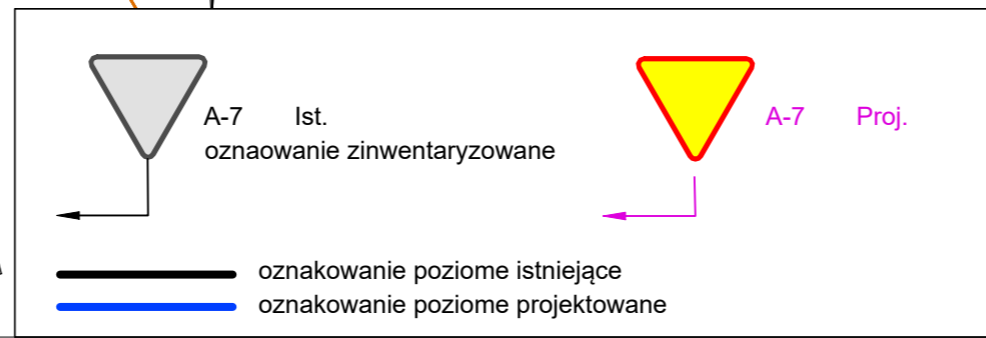 A-7 Ist.
oznaowanie zinwentaryzowane
A-7 Proj.
oznakowanie poziome istniejące
oznakowanie poziome projektowane